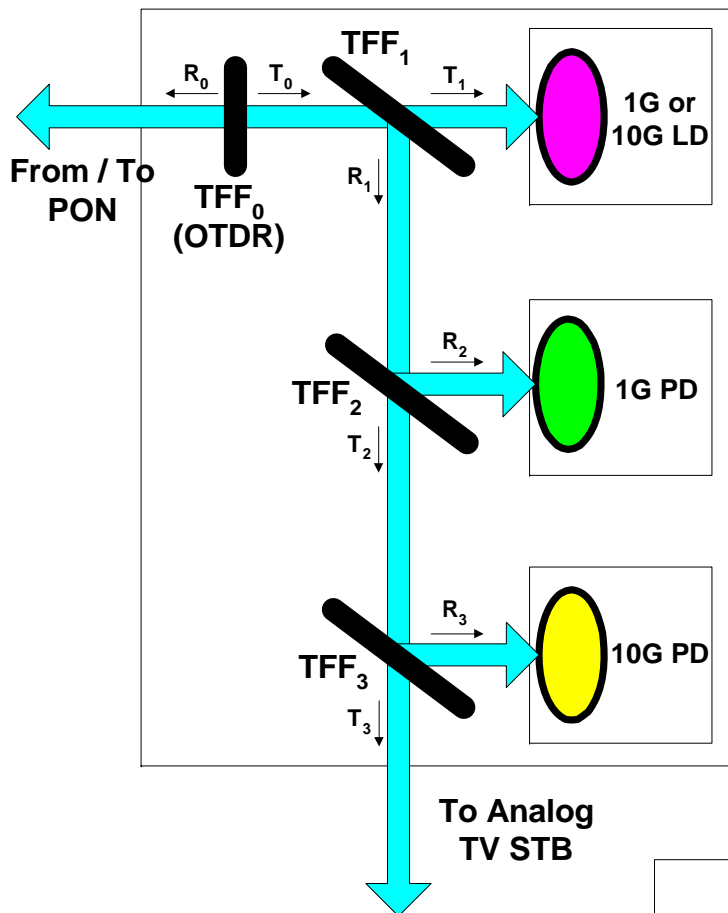 TFF₁
R₀
T₀
T₁
1G or
10G LD
From / To
PON
TFF₀
(OTDR)
R₁
R₂
TFF₂
1G PD
T₂
R₃
TFF₃
10G PD
T₃
To Analog
TV STB